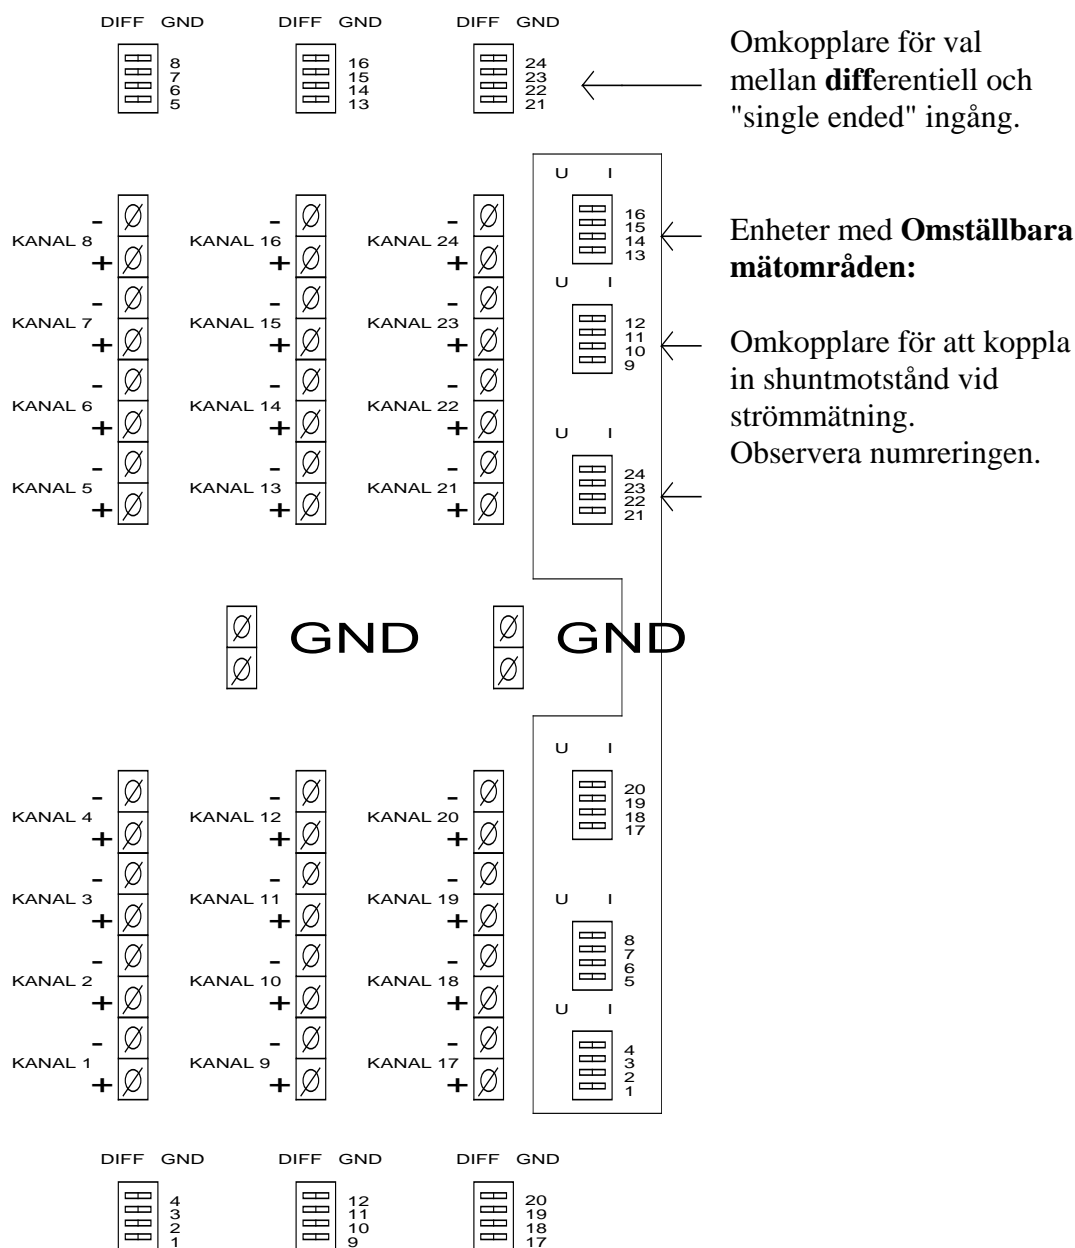 DIFF GND DIFF GND DIFF GND
8 16 24
7 15 23
6 14 22
5 13 21
Omkopplare för val
mellan differentiell och
"single ended" ingång.
U I
- - -
KANAL 8 KANAL 16 KANAL 24
+ + +
16
15
14
13
Enheter med Omställbara
mätområden:
U I
- - -
KANAL 7 KANAL 15 KANAL 23
+ + +
12
11
10
9
Omkopplare för att koppla
in shuntmotstånd vid
strömmätning.
Observera numreringen.
- - -
KANAL 6 KANAL 14 KANAL 22
+ + +
U I
- - -
KANAL 5 KANAL 13 KANAL 21
+ + +
24
23
22
21
GND GND
U I
- - -
KANAL 4 KANAL 12 KANAL 20
+ + +
20
19
18
17
- - -
KANAL 3 KANAL 11 KANAL 19
+ + +
U I
- - -
KANAL 2 KANAL 10 KANAL 18
+ + +
8
7
6
5
U I
- - -
KANAL 1 KANAL 9 KANAL 17
+ + +
4
3
2
1
DIFF GND DIFF GND DIFF GND
4 12 20
3 11 19
2 10 18
1 9 17